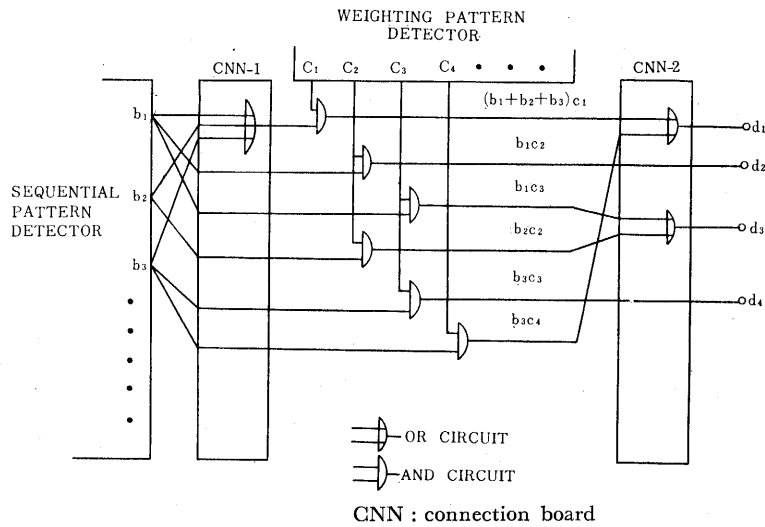 WEIGHTING PATTERN
DETECTOR
CNN-1
C1 C2 C3 C4 • • •
CNN-2
b1
(b1+b2+b3)c1
d1
b1c2
d2
SEQUENTIAL
PATTERN
DETECTOR
b2
b1c3
b2c2
d3
b3
b3c3
d4
b3c4
OR CIRCUIT
AND CIRCUIT
CNN : connection board